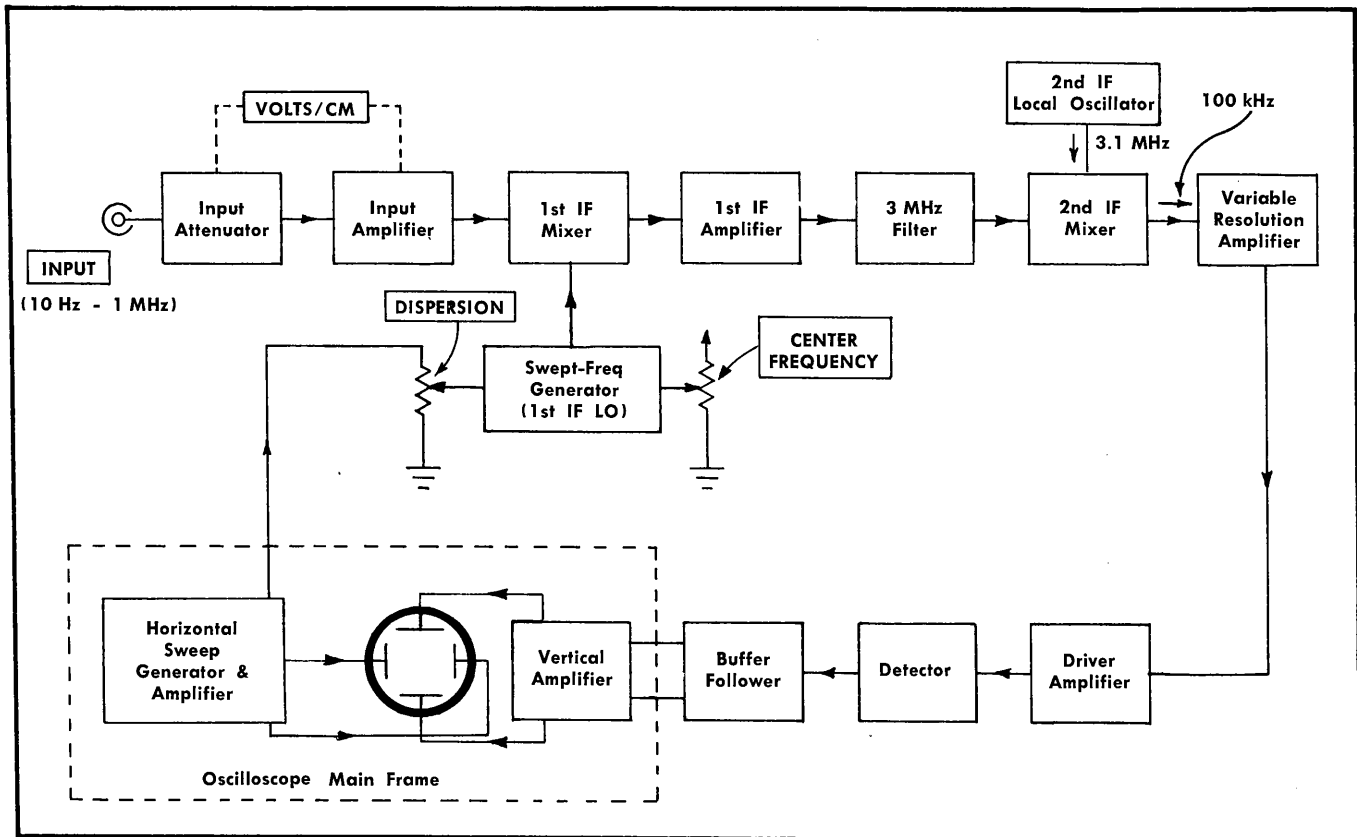 VOLTS/CM
2nd IF
Local Oscillator
100 kHz
3.1 MHz
Input
Attenuator
Input
Amplifier
1st IF
Mixer
1st IF
Amplifier
3 MHz
Filter
2nd IF
Mixer
Variable
Resolution
Amplifier
INPUT
(10 Hz - 1 MHz)
DISPERSION
Swept-Freq
Generator
(1st IF LO)
CENTER
FREQUENCY
Horizontal
Sweep
Generator &
Amplifier
Vertical
Amplifier
Buffer
Follower
Detector
Driver
Amplifier
Oscilloscope Main Frame